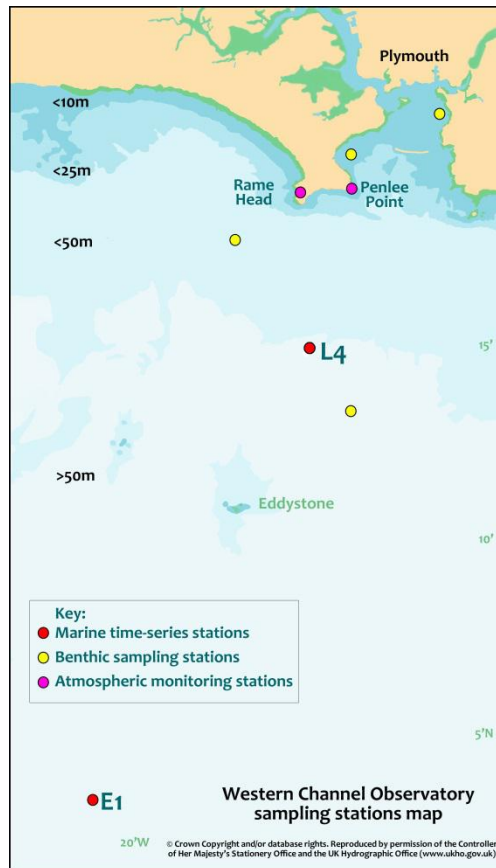 Plymouth
<10m
<25m
Rame
Head
Penlee
Point
<50m
L4
15'
>50m
Eddystone
10'
Key:
Marine time-series stations
Benthic sampling stations
Atmospheric monitoring stations
5'N
E1
Western Channel Observatory
sampling stations map
20'W
© Crown Copyright and/or database rights. Reproduced by permission of the Controller
of Her Majesty's Stationery Office and the UK Hydrographic Office (www.ukho.gov.uk)